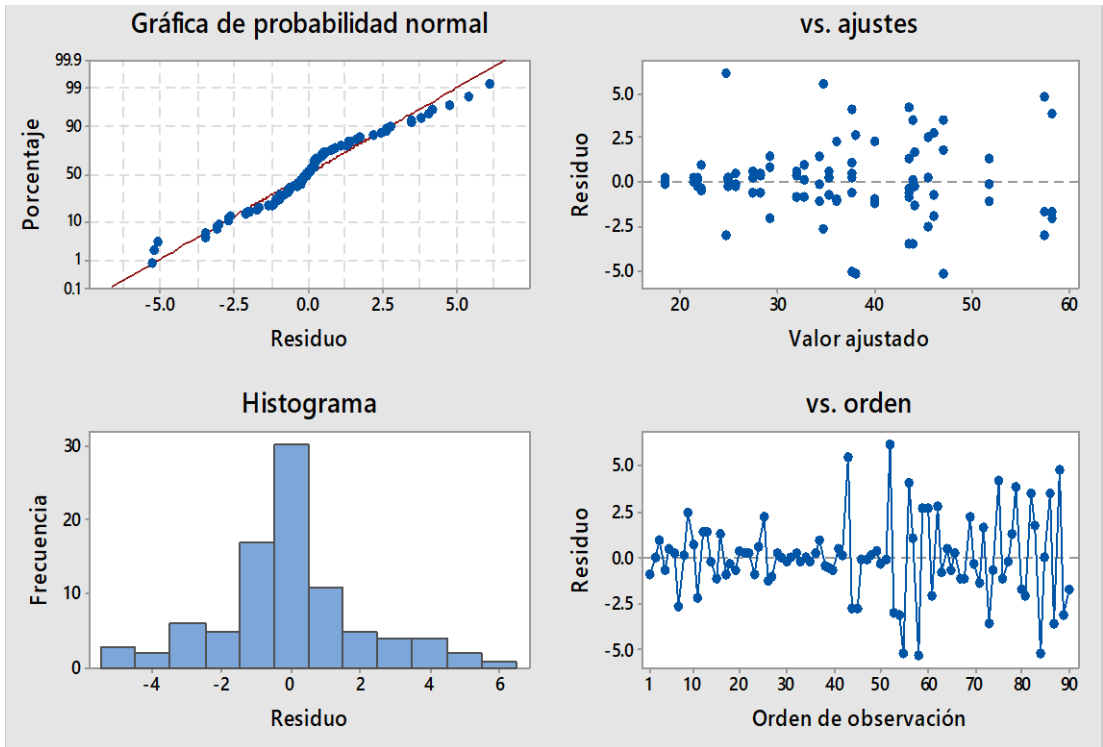 Gráfica de probabilidad normal
99.9
99
90
50
10
1
0.1
Porcentaje
-5.0 -2.5 0.0 2.5 5.0
Residuo
vs. ajustes
5.0
2.5
0.0
-2.5
-5.0
Residuo
20 30 40 50 60
Valor ajustado
Histograma
30
20
10
0
Frecuencia
-4 -2 0 2 4 6
Residuo
vs. orden
5.0
2.5
0.0
-2.5
-5.0
Residuo
1 10 20 30 40 50 60 70 80 90
Orden de observación